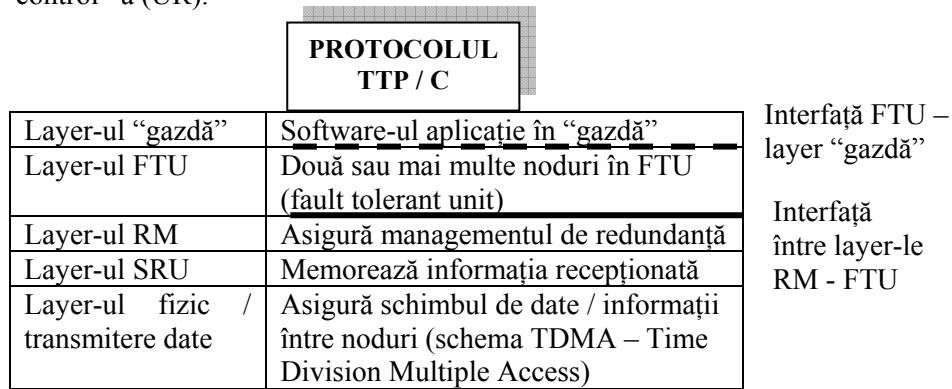 PROTOCOLUL
TTP / C
Layer-ul “gazdă” Software-ul aplicație în “gazdă”
Layer-ul FTU Două sau mai multe noduri în FTU
(fault tolerant unit)
Layer-ul RM Asigură managementul de redundanță
Layer-ul SRU Memorează informația recepționată
Layer-ul fizic / Asigură schimbul de date / informații
transmitere date între noduri (schema TDMA – Time
Division Multiple Access)
Interfață FTU –
layer “gazdă”
Interfață
între layer-le
RM - FTU